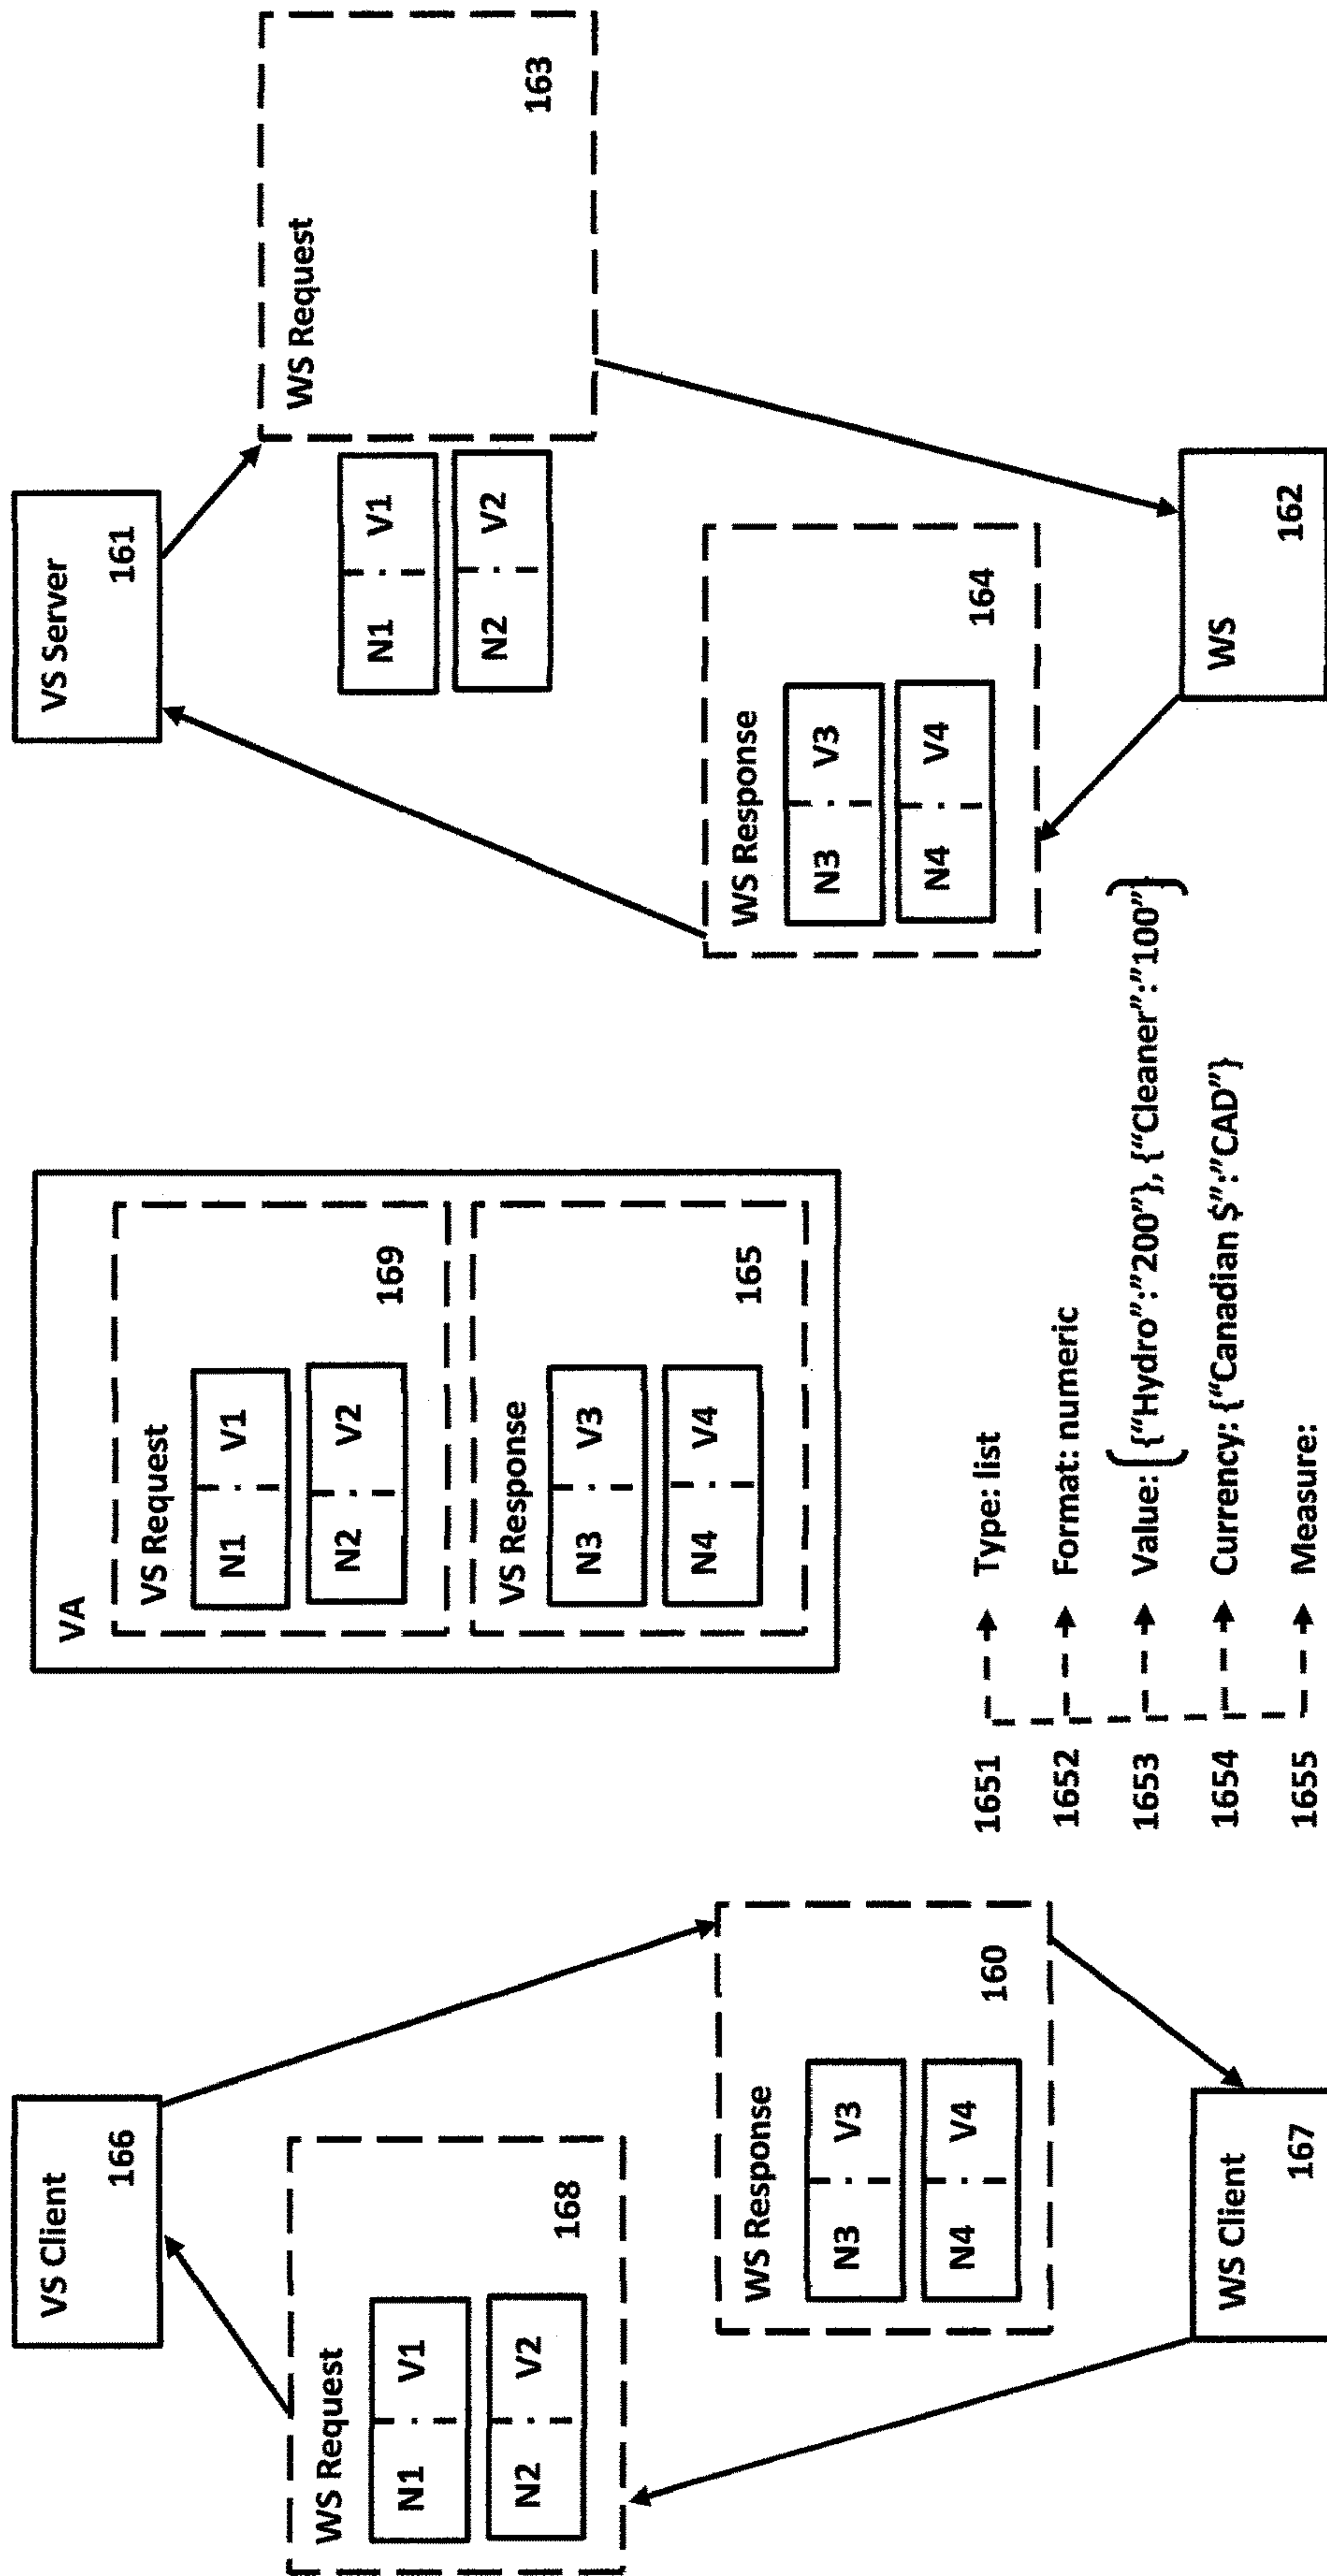 VS Client
166
WS Request
N1 V1
N2 V2
168
WS Response
N3 V3
N4 V4
160
WS Client
167
VA
VS Request
N1 V1
N2 V2
169
VS Response
N3 V3
N4 V4
165
1651 Type: list
1652 Format: numeric
1653 Value: {{“Hydro”:”200”}, {“Cleaner”:”100”}}
1654 Currency: {“Canadian $”:”CAD”}
1655 Measure:
VS Server
161
WS Request
N1 V1
N2 V2
163
WS Response
N3 V3
N4 V4
164
WS
162